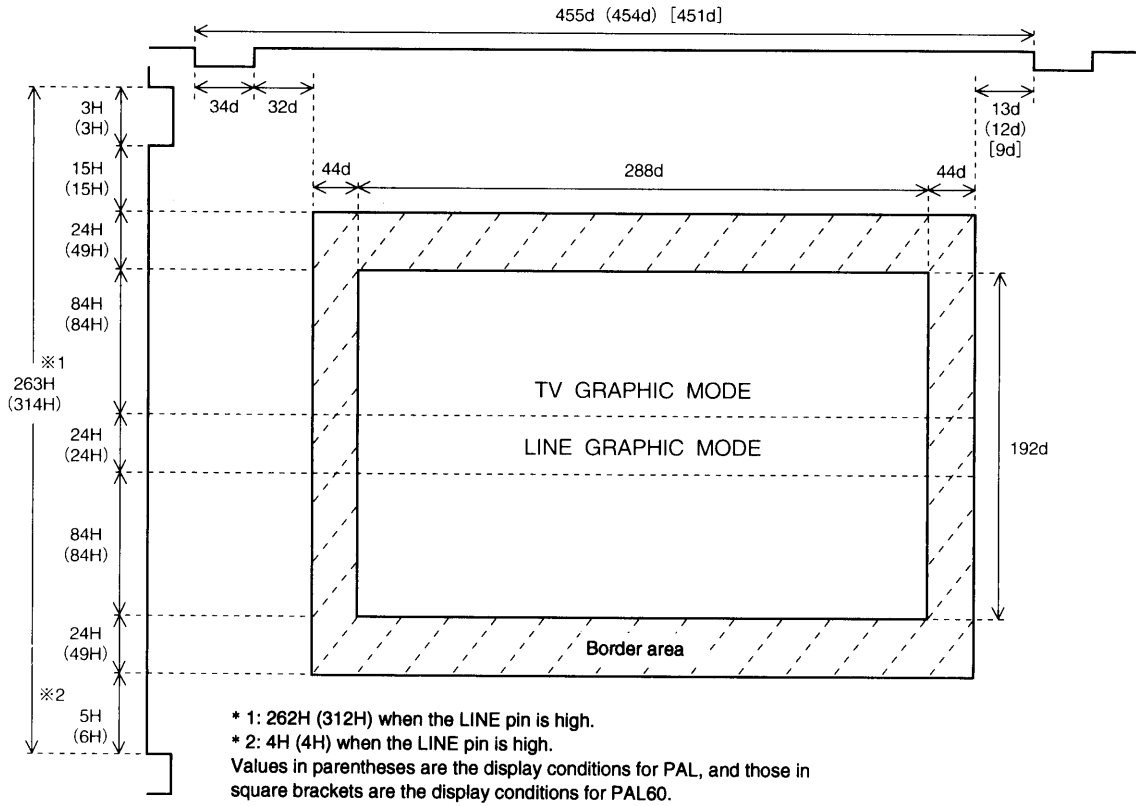 455d (454d) [451d]
34d
32d
13d
(12d)
[9d]
3H
(3H)
15H
(15H)
44d
288d
44d
24H
(49H)
84H
(84H)
※1
263H
(314H)
TV GRAPHIC MODE
24H
(24H)
LINE GRAPHIC MODE
192d
84H
(84H)
24H
(49H)
Border area
※2
5H
(6H)
* 1: 262H (312H) when the LINE pin is high.
* 2: 4H (4H) when the LINE pin is high.
Values in parentheses are the display conditions for PAL, and those in
square brackets are the display conditions for PAL60.